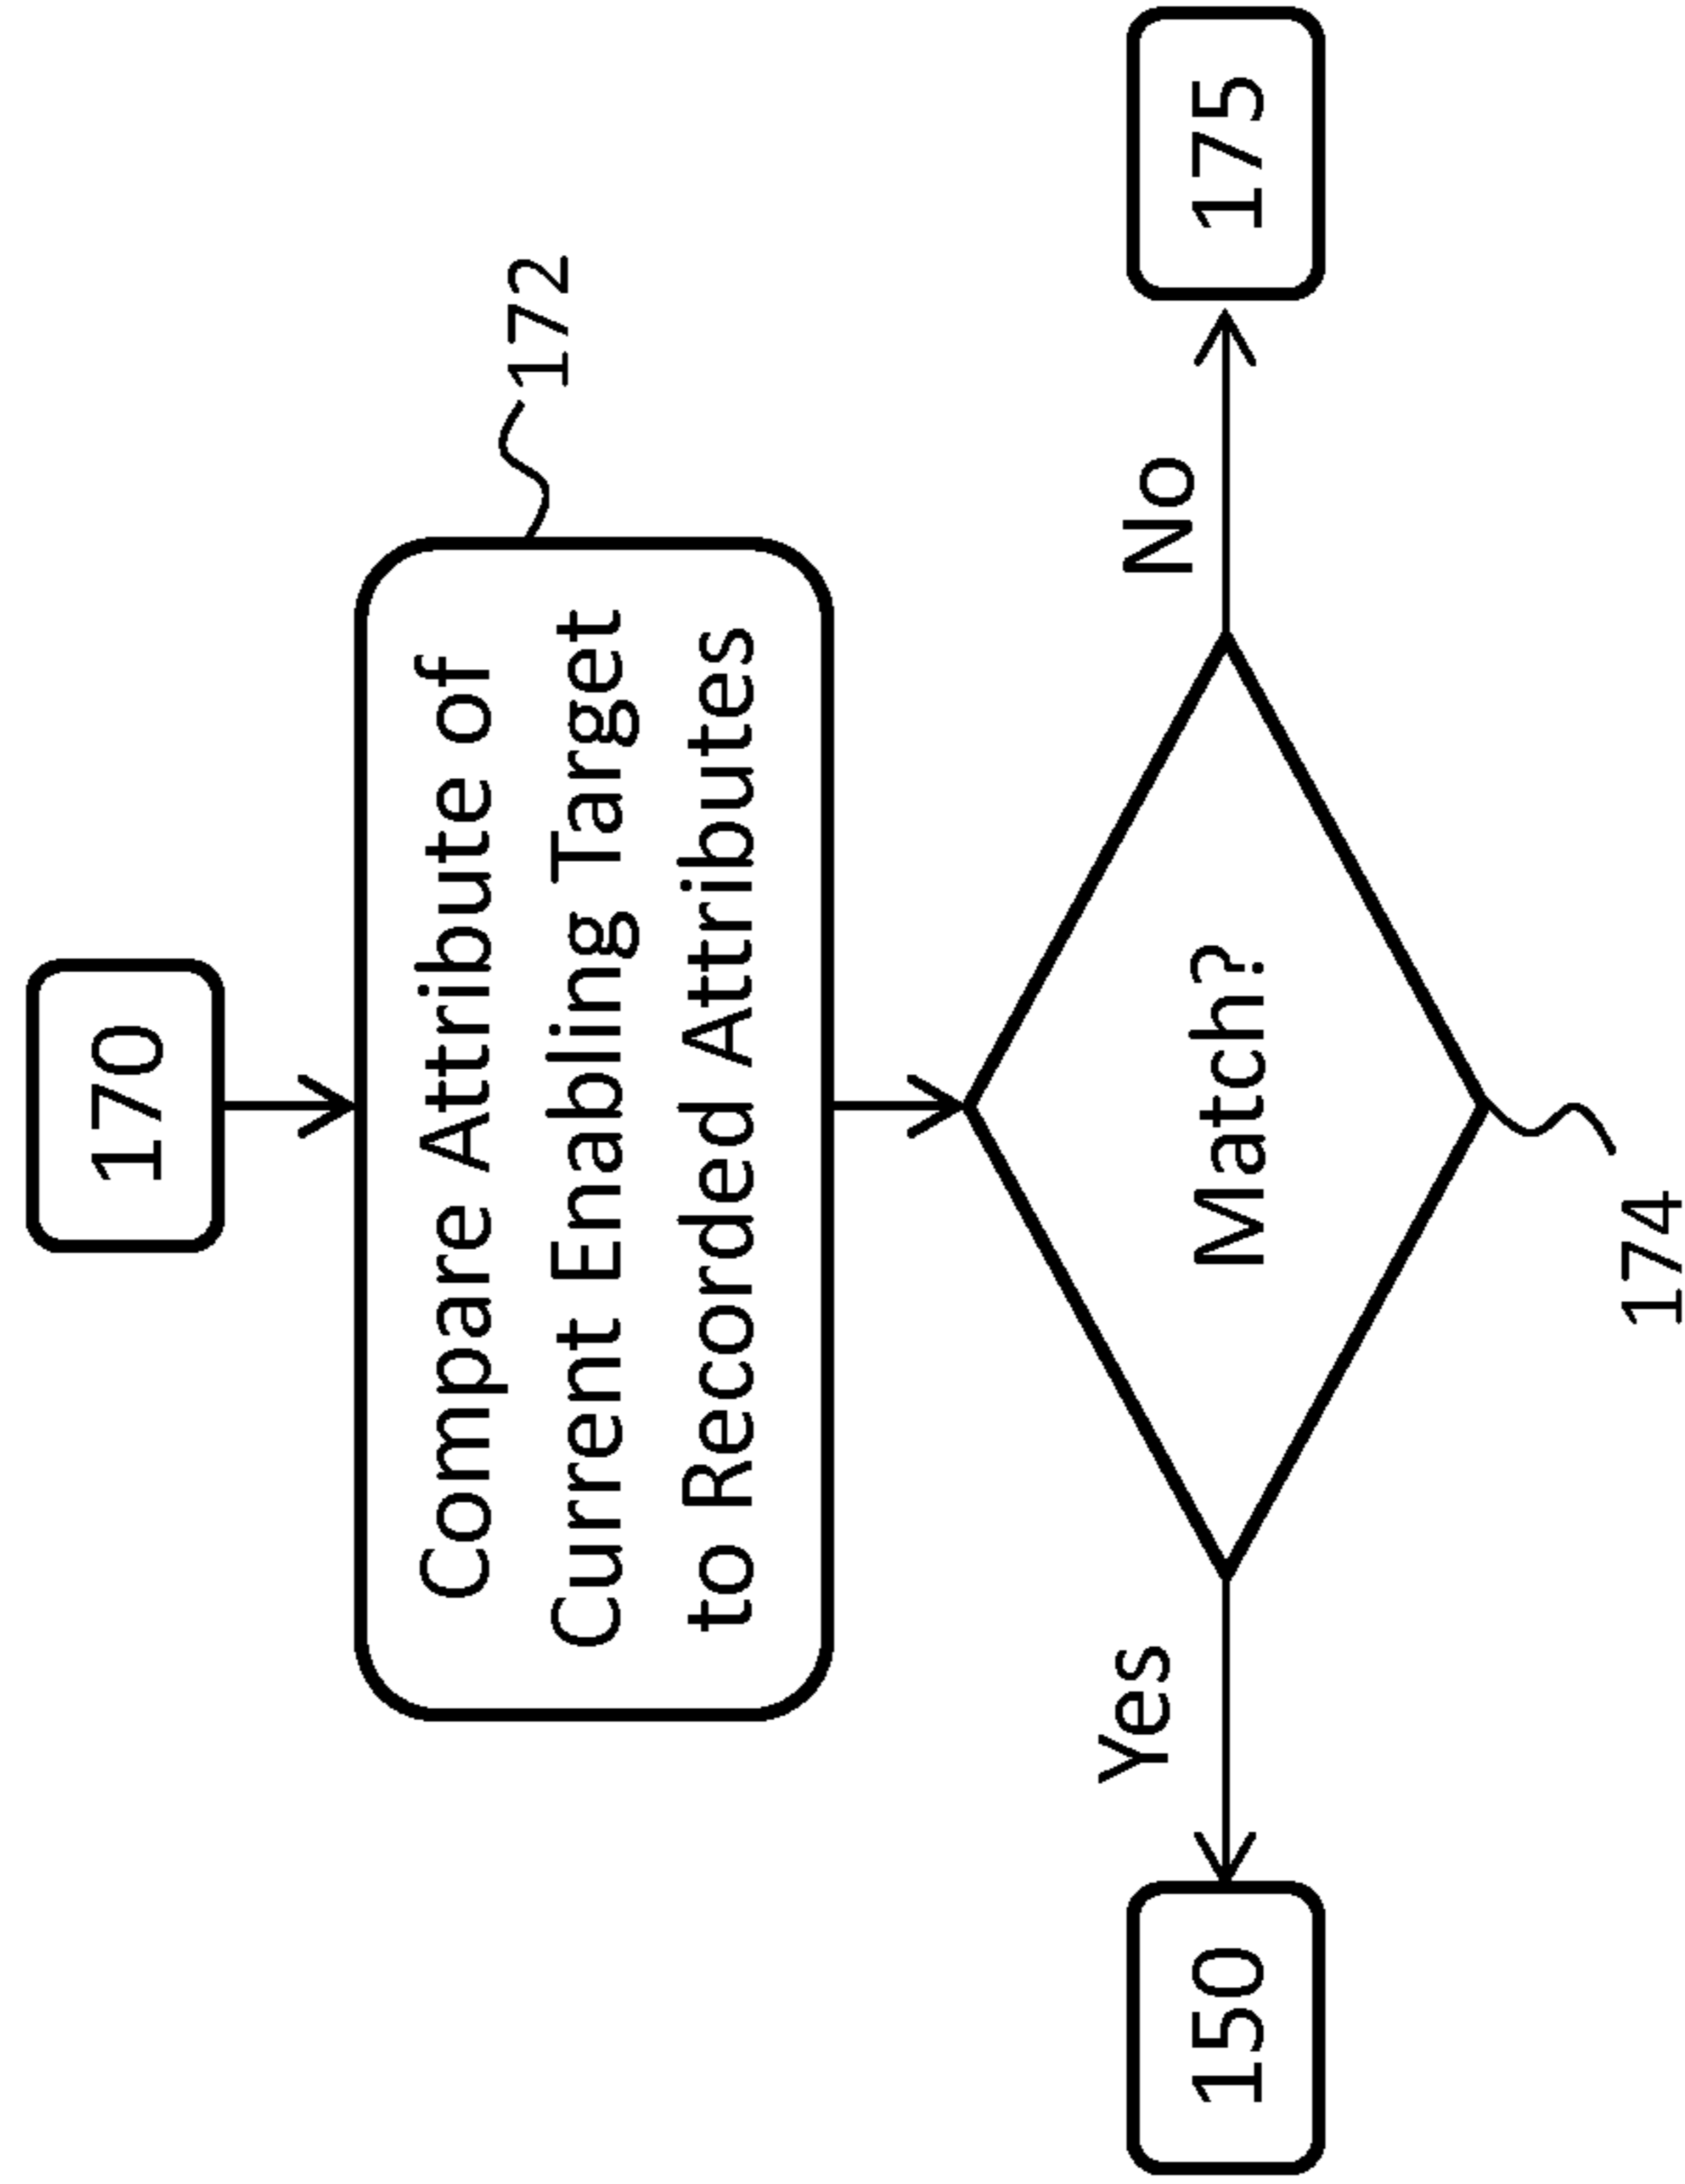 170
172
Compare Attribute of
Current Enabling Target
to Recorded Attributes
Yes
No
150
Match?
175
174